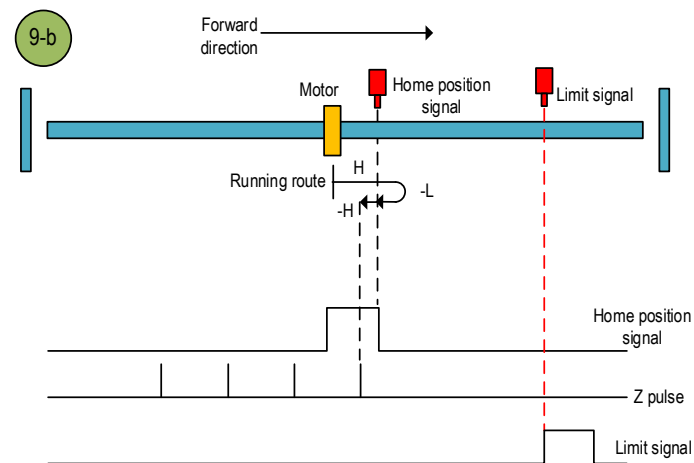 9-b
Forward
direction
Motor
Home position
signal
Limit signal
Running route
H
-L
-H
Home position
signal
Z pulse
Limit signal